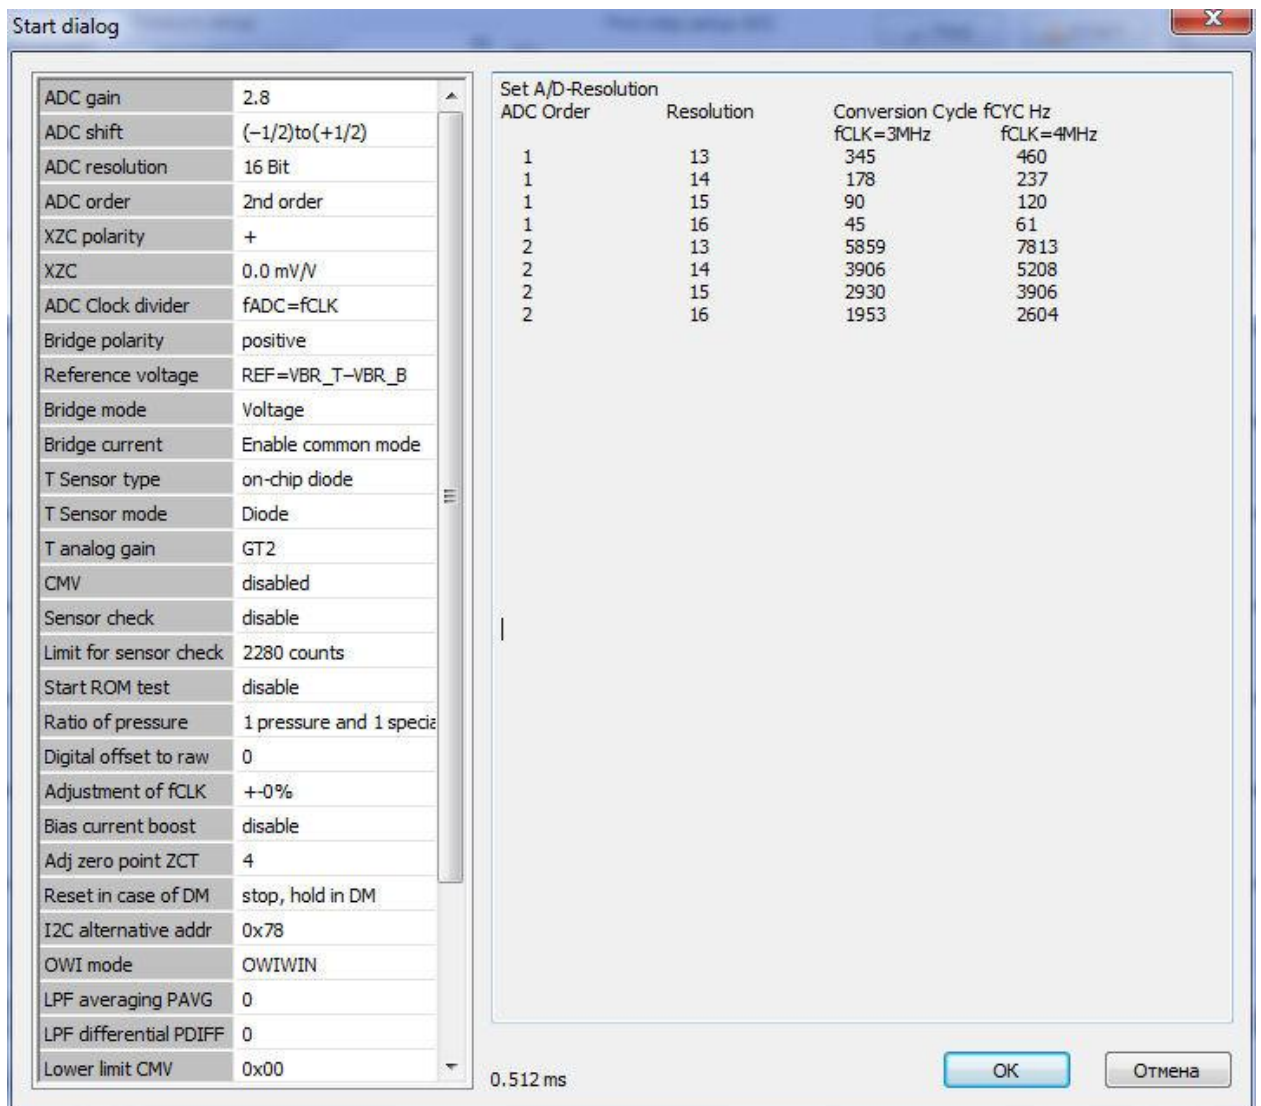 Start dialog
ADC gain 2.8
ADC shift (−1/2)to(+1/2)
ADC resolution 16 Bit
ADC order 2nd order
XZC polarity +
XZC 0.0 mV/V
ADC Clock divider fADC=fCLK
Bridge polarity positive
Reference voltage REF=VBR_T−VBR_B
Bridge mode Voltage
Bridge current Enable common mode
T Sensor type on-chip diode
T Sensor mode Diode
T analog gain GT2
CMV disabled
Sensor check disable
Limit for sensor check 2280 counts
Start ROM test disable
Ratio of pressure 1 pressure and 1 specia
Digital offset to raw 0
Adjustment of fCLK +-0%
Bias current boost disable
Adj zero point ZCT 4
Reset in case of DM stop, hold in DM
I2C alternative addr 0x78
OWI mode OWIWIN
LPF averaging PAVG 0
LPF differential PDIFF 0
Lower limit CMV 0x00
Set A/D-Resolution
ADC Order Resolution Conversion Cycle fCYC Hz
fCLK=3MHz fCLK=4MHz
1 13 345 460
1 14 178 237
1 15 90 120
1 16 45 61
2 13 5859 7813
2 14 3906 5208
2 15 2930 3906
2 16 1953 2604
0.512 ms
OK Отмена